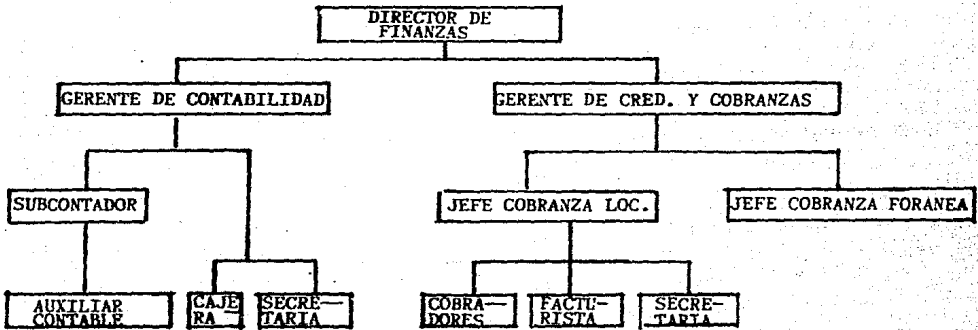 DIRECTOR DE
FINANZAS
GERENTE DE CONTABILIDAD
GERENTE DE CRED. Y COBRANZAS
SUBCONTADOR
JEFE COBRANZA LOC.
JEFE COBRANZA FORANEA
AUXILIAR
CONTABLE
CAJE
RA
SECRE-
TARIA
COBRA-
DORES
FACTU-
RISTA
SECRE-
TARIA